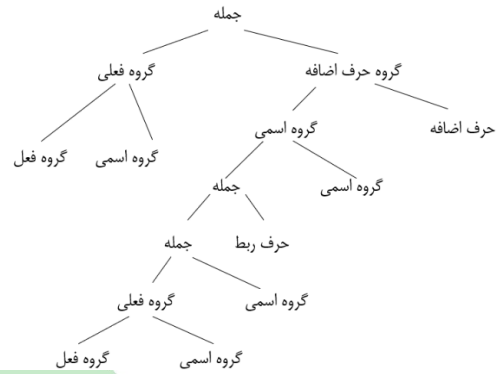 جمله
گروه حرف اضافه گروه فعلی
حرف اضافه گروه اسمی گروه اسمی گروه فعل
گروه اسمی جمله
حرف ربط جمله
گروه اسمی گروه فعلی
گروه اسمی گروه فعل